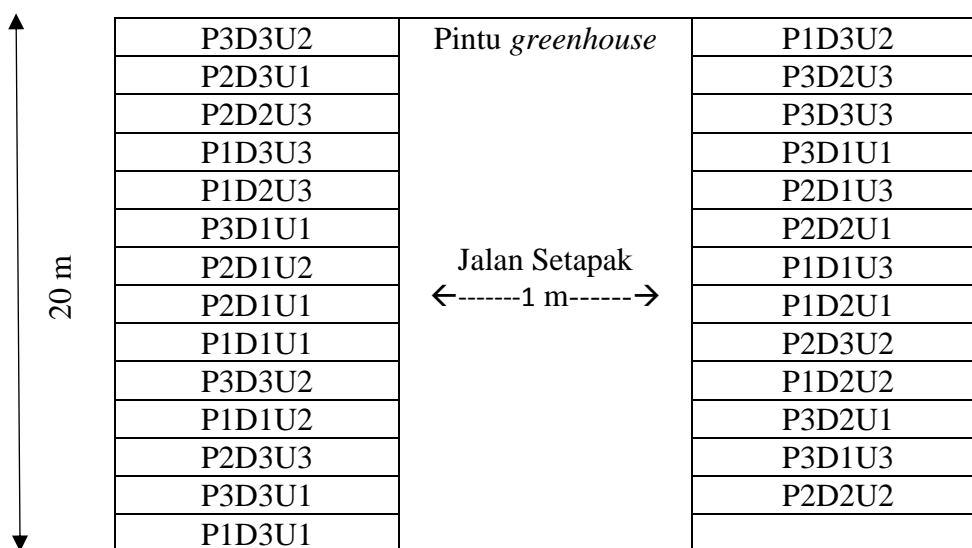 P3D3U2 Pintu greenhouse P1D3U2
P2D3U1 P3D2U3
P2D2U3 P3D3U3
P1D3U3 P3D1U1
P1D2U3 P2D1U3
P3D1U1 P2D2U1
P2D1U2 Jalan Setapak P1D1U3
P2D1U1 ←-------1 m------→ P1D2U1
P1D1U1 P2D3U2
P3D3U2 P1D2U2
P1D1U2 P3D2U1
P2D3U3 P3D1U3
P3D3U1 P2D2U2
P1D3U1
20 m